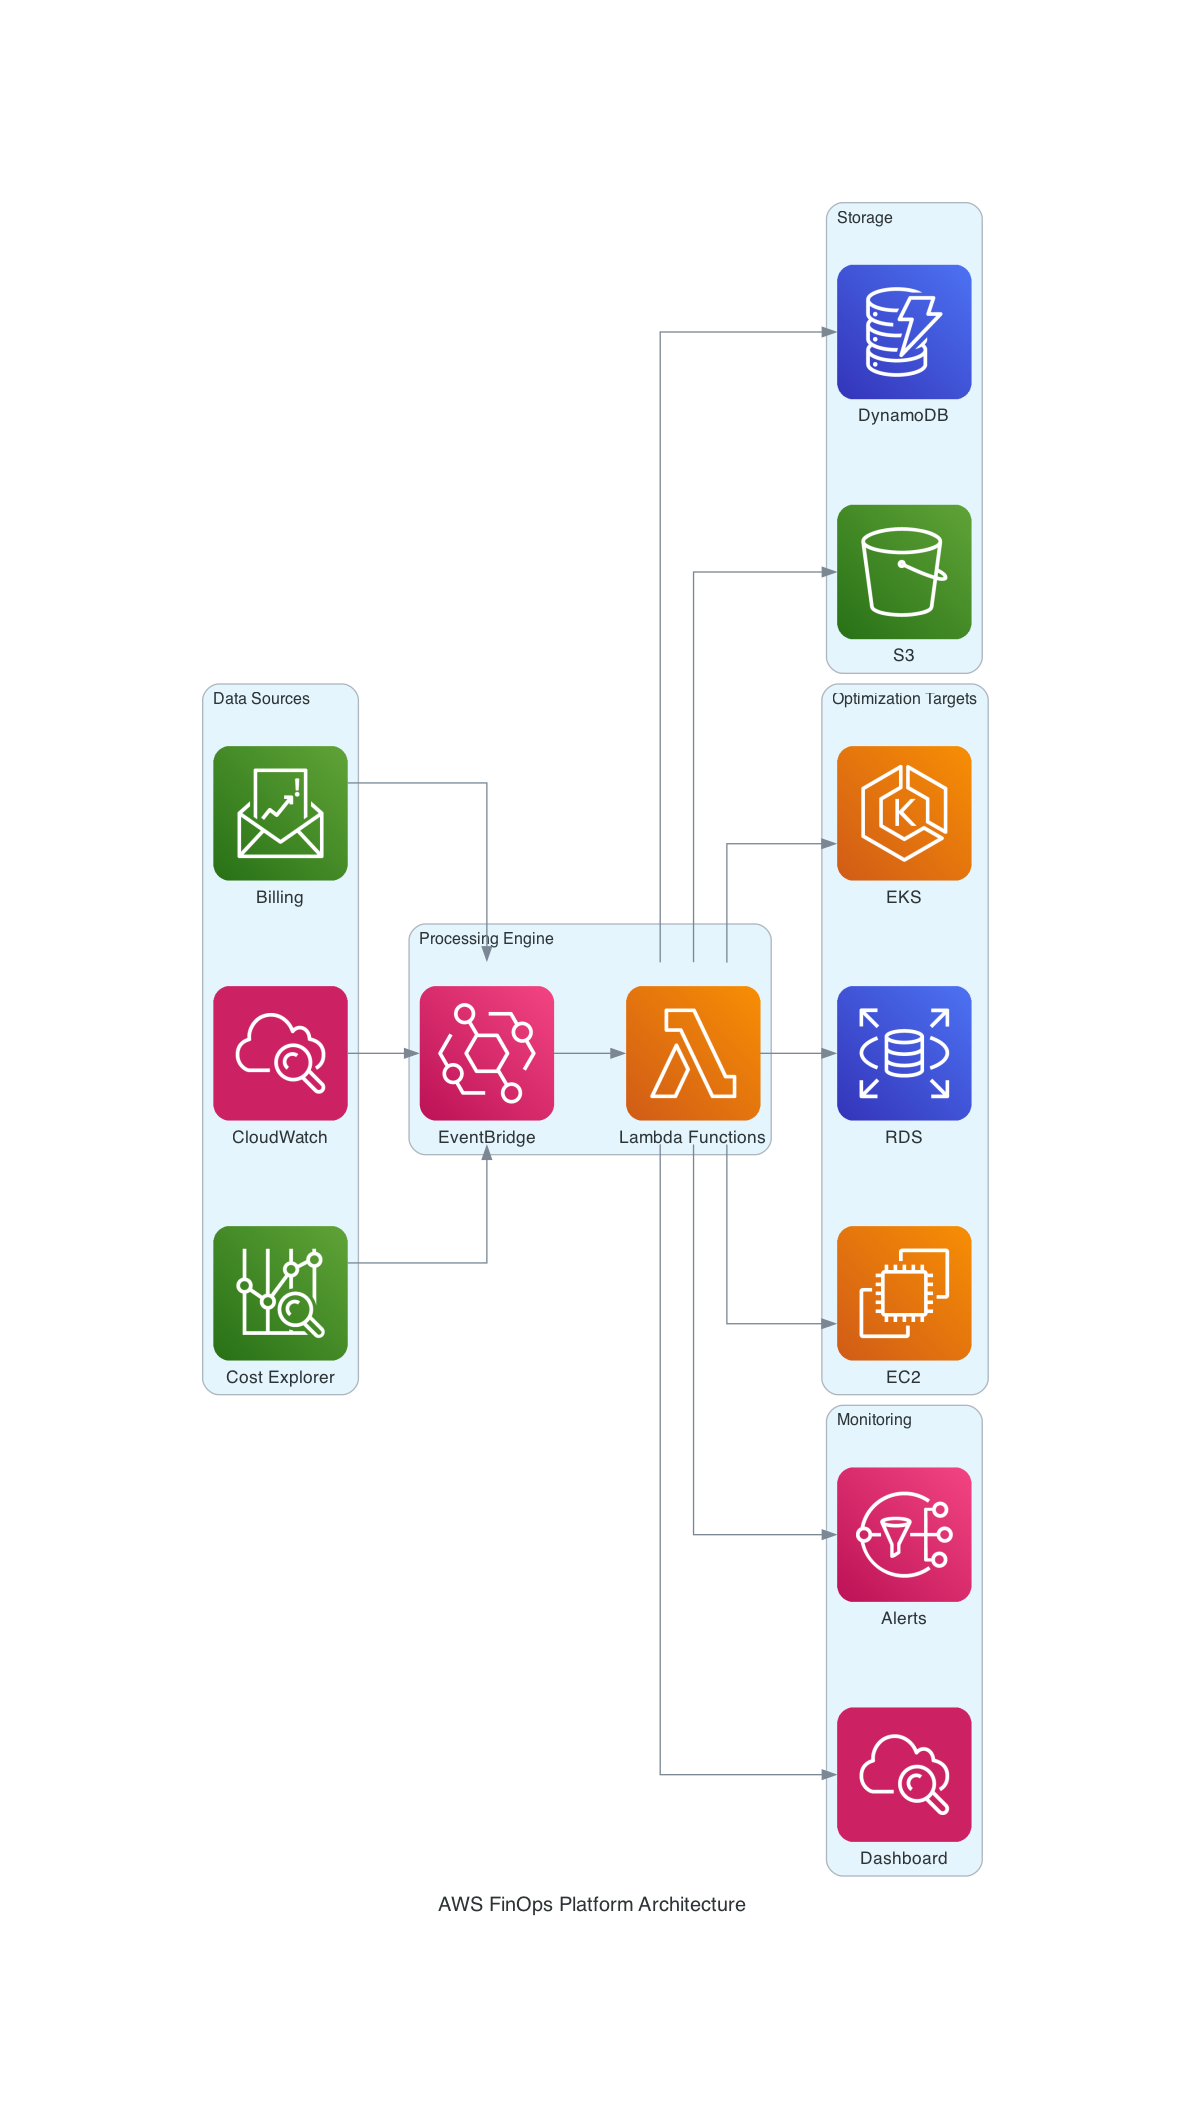 Storage
DynamoDB
S3
Data Sources
Billing
CloudWatch
Cost Explorer
Processing Engine
EventBridge
Lambda Functions
Optimization Targets
EKS
RDS
EC2
Monitoring
Alerts
Dashboard
AWS FinOps Platform Architecture